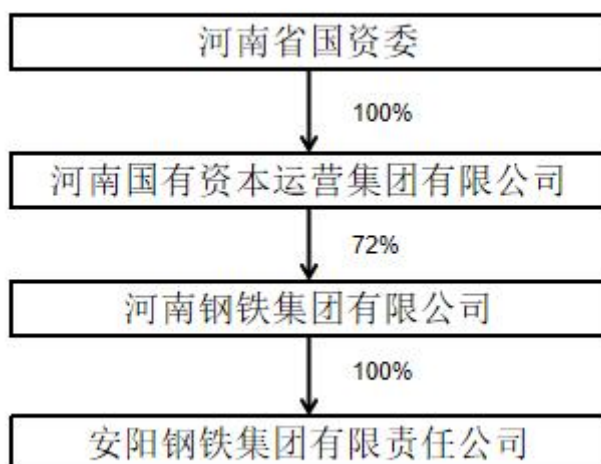 河南省国资委
100%
河南国有资本运营集团有限公司
72%
河南钢铁集团有限公司
100%
安阳钢铁集团有限责任公司